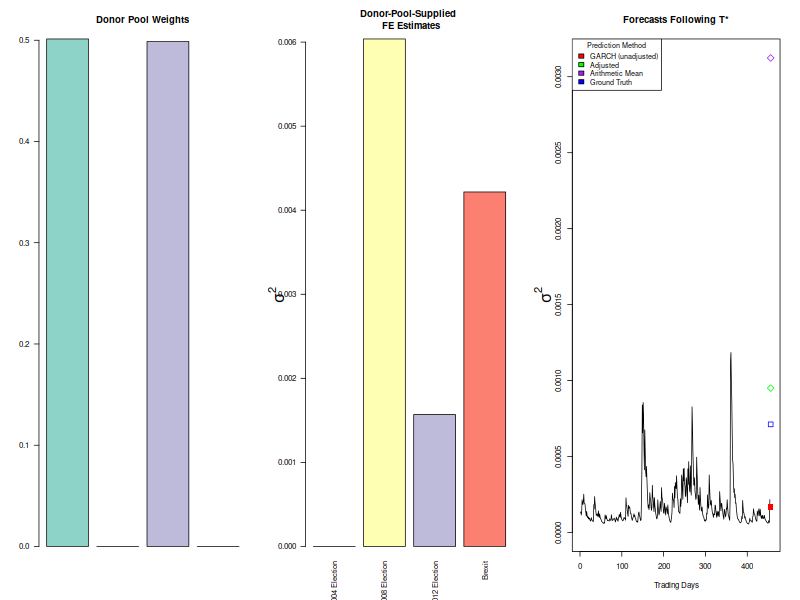 Donor Pool Weights
0.5
0.4
0.3
0.2
0.1
0.0
Donor-Pool-Supplied
FE Estimates
σ2
0.006
0.005
0.004
0.003
0.002
0.001
0.000
004 Election
008 Election
012 Election
Brexit
Forecasts Following T*
σ2
0.0030
0.0025
0.0020
0.0015
0.0010
0.0005
0.0000
Prediction Method
GARCH (unadjusted)
Adjusted
Arithmetic Mean
Ground Truth
0
100
200
300
400
Trading Days